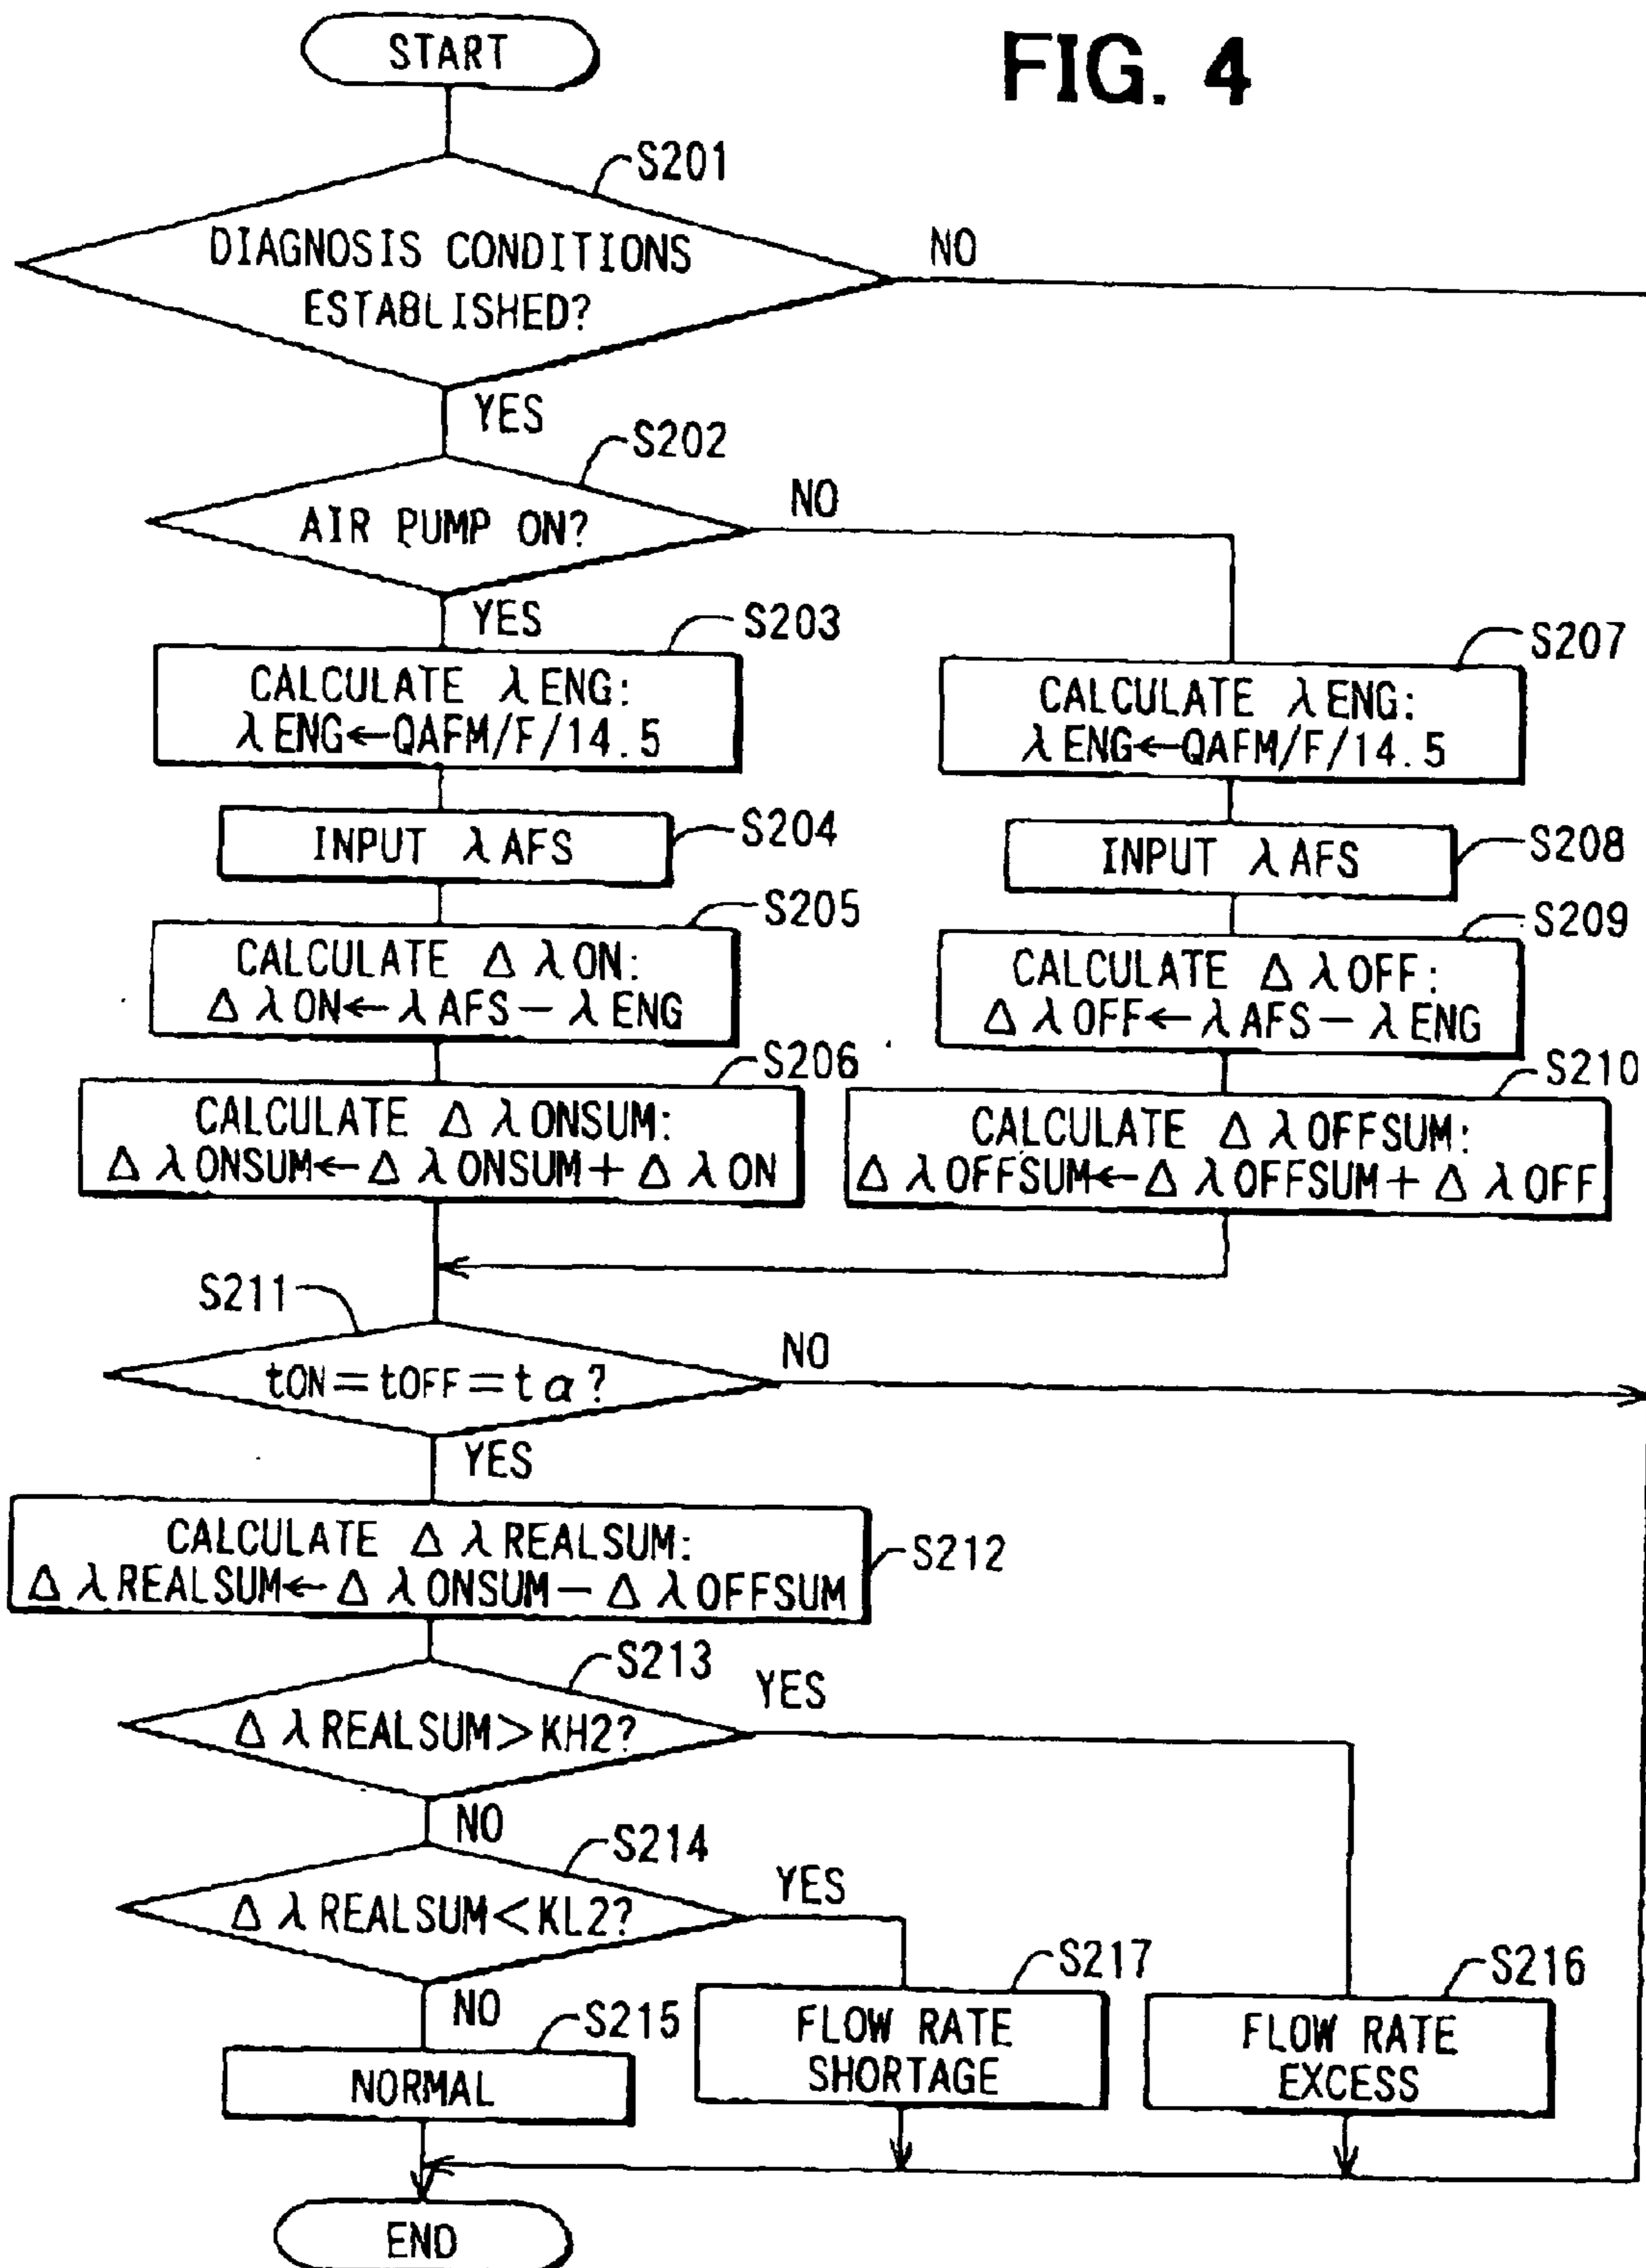 FIG. 4
START
S201
DIAGNOSIS CONDITIONS
ESTABLISHED?
NO
YES
S202
AIR PUMP ON?
NO
YES
S203
CALCULATE λENG:
λENG←QAFM/F/14.5
S207
CALCULATE λENG:
λENG←QAFM/F/14.5
S204
INPUT λAFS
S208
INPUT λAFS
S205
CALCULATE ΔλON:
ΔλON←λAFS−λENG
S209
CALCULATE ΔλOFF:
ΔλOFF←λAFS−λENG
S206
CALCULATE ΔλONSUM:
ΔλONSUM←ΔλONSUM+ΔλON
S210
CALCULATE ΔλOFFSUM:
ΔλOFFSUM←ΔλOFFSUM+ΔλOFF
S211
tON=tOFF=tα?
NO
YES
CALCULATE ΔλREALSUM:
ΔλREALSUM←ΔλONSUM−ΔλOFFSUM
S212
S213
ΔλREALSUM>KH2?
YES
NO
S214
ΔλREALSUM<KL2?
YES
NO
S215
NORMAL
S217
FLOW RATE
SHORTAGE
S216
FLOW RATE
EXCESS
END